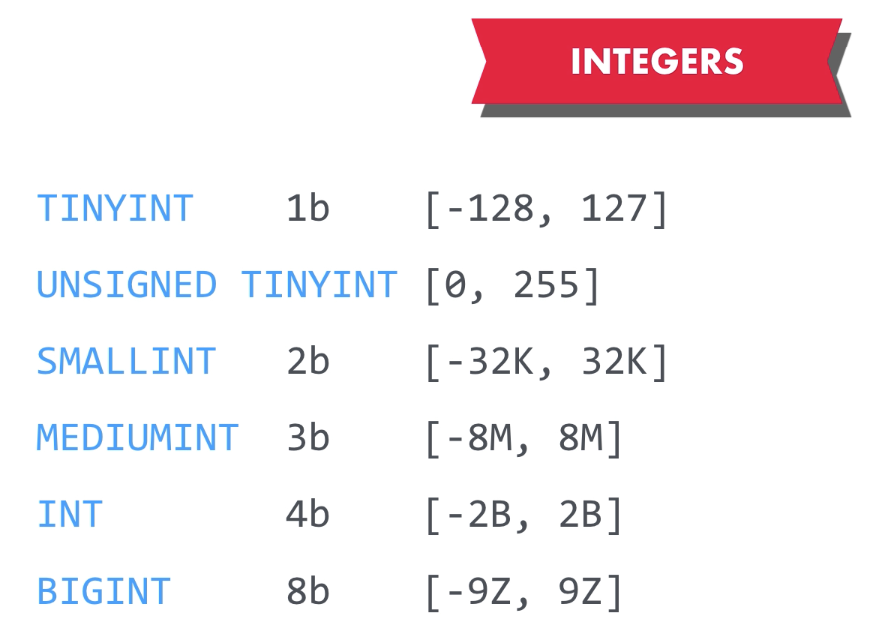 INTEGERS
TINYINT 1b [-128, 127]
UNSIGNED TINYINT [0, 255]
SMALLINT 2b [-32K, 32K]
MEDIUMINT 3b [-8M, 8M]
INT 4b [-2B, 2B]
BIGINT 8b [-9Z, 9Z]